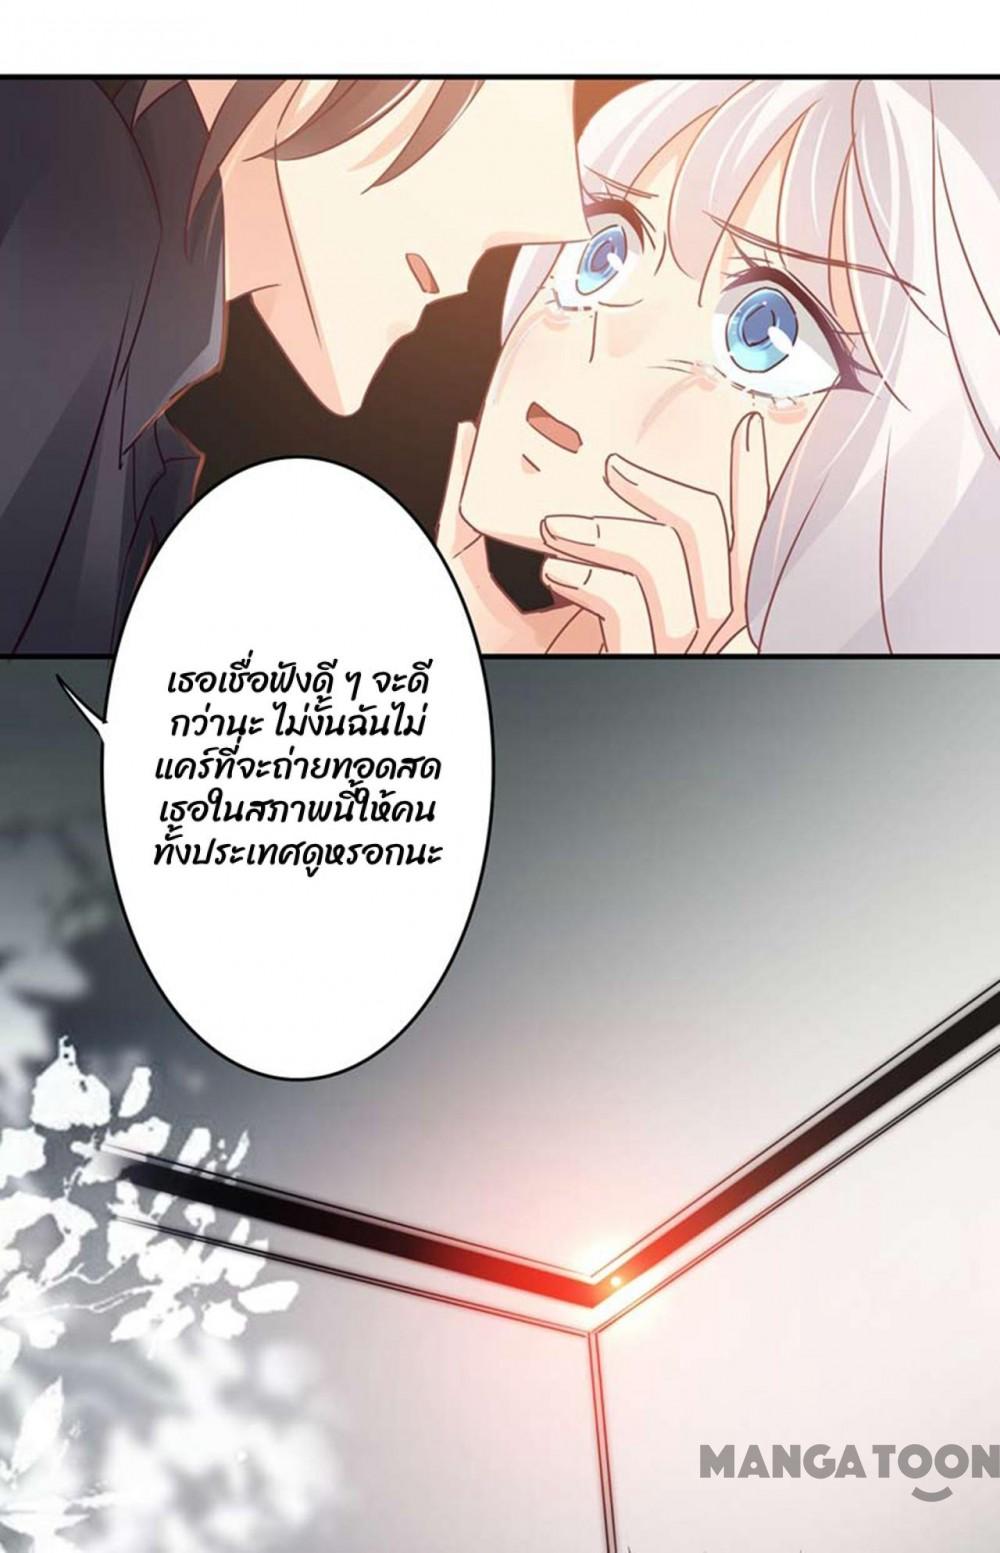 เธอเชื่อฟังดี ๆ จะดี
กว่านะ ไม่งั้นฉันไม่
แคร์ที่จะถ่ายทอดสด
เธอในสภาพนี้ให้คน
ทั้งประเทศดูหรอกนะ
MANGATOON